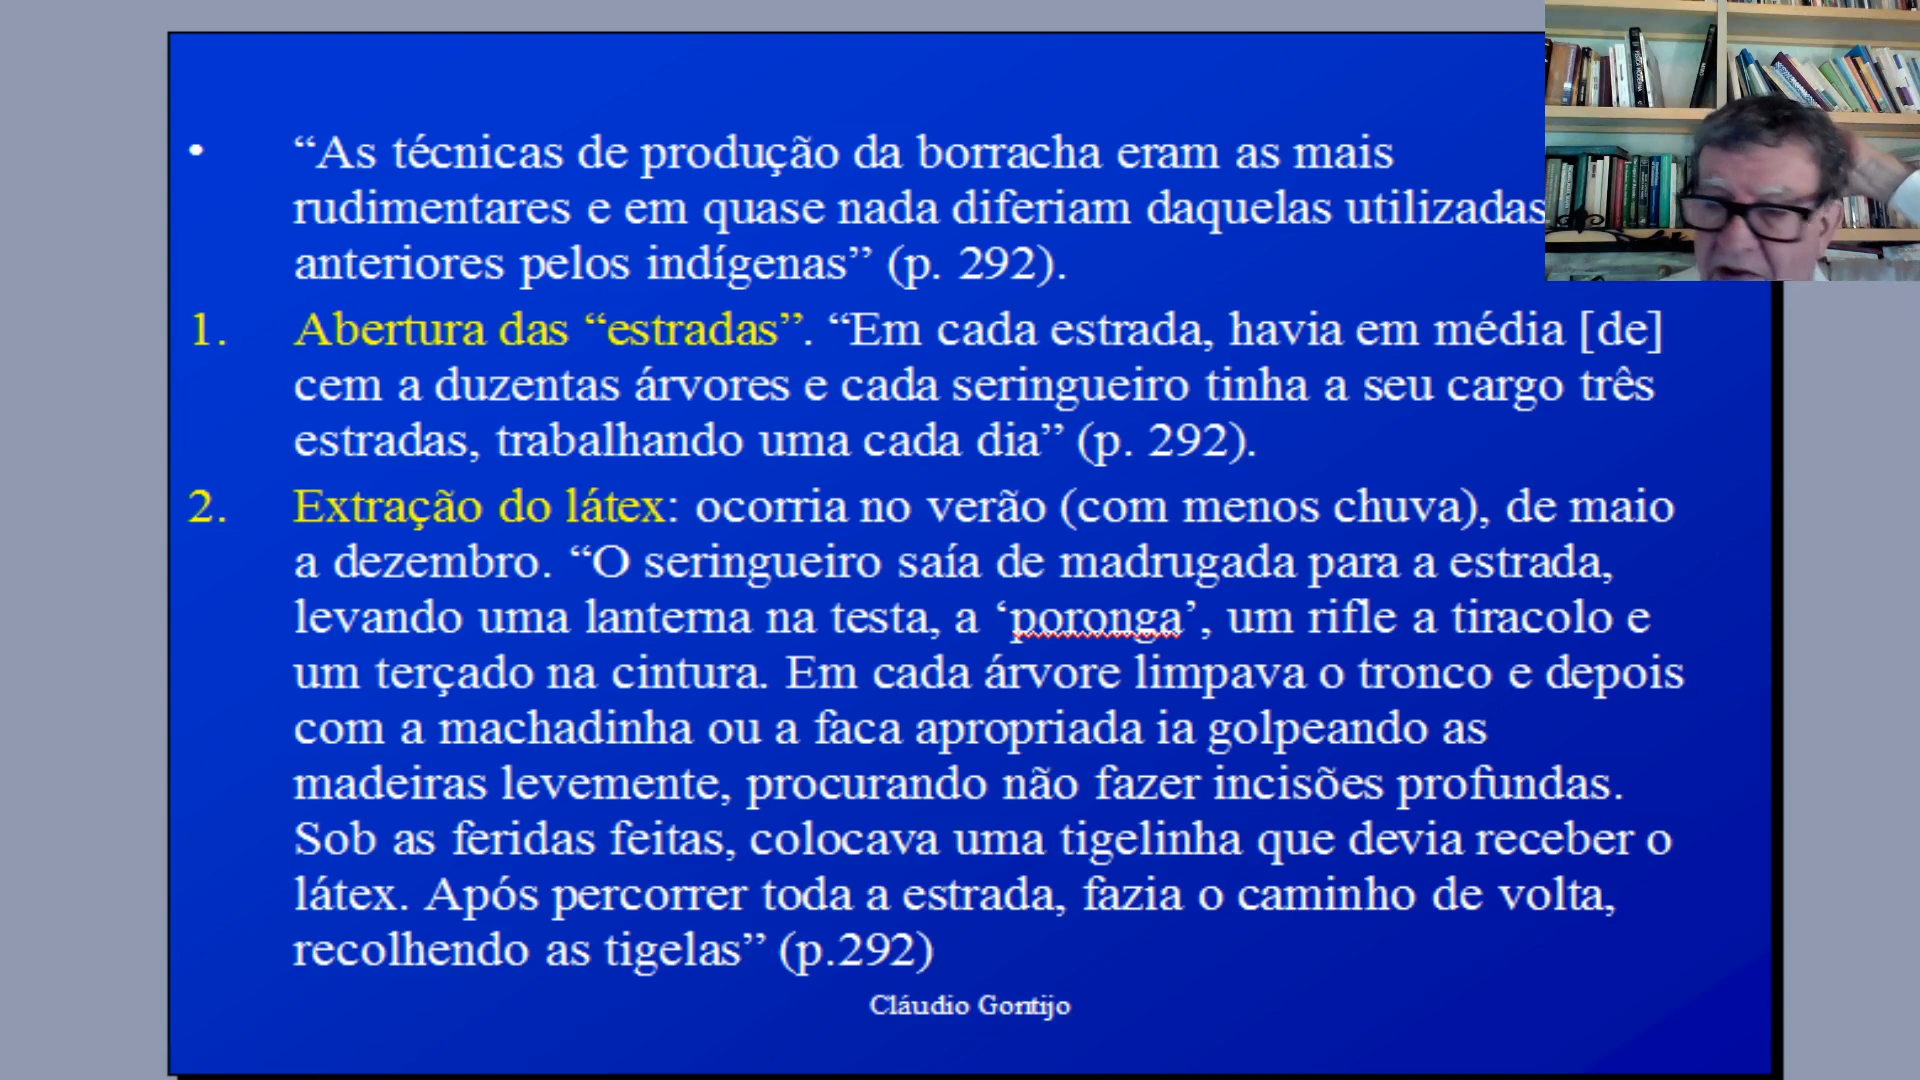 • “As técnicas de produção da borracha eram as mais
rudimentares e em quase nada diferiam daquelas utilizadas
anteriores pelos indígenas” (p. 292).
1. Abertura das “estradas”. “Em cada estrada, havia em média [de]
cem a duzentas árvores e cada seringueiro tinha a seu cargo três
estradas, trabalhando uma cada dia” (p. 292).
2. Extração do látex: ocorria no verão (com menos chuva), de maio
a dezembro. “O seringueiro saía de madrugada para a estrada,
levando uma lanterna na testa, a ‘poronga’, um rifle a tiracolo e
um terçado na cintura. Em cada árvore limpava o tronco e depois
com a machadinha ou a faca apropriada ia golpeando as
madeiras levemente, procurando não fazer incisões profundas.
Sob as feridas feitas, colocava uma tigelinha que devia receber o
látex. Após percorrer toda a estrada, fazia o caminho de volta,
recolhendo as tigelas” (p.292)
Cláudio Gontijo